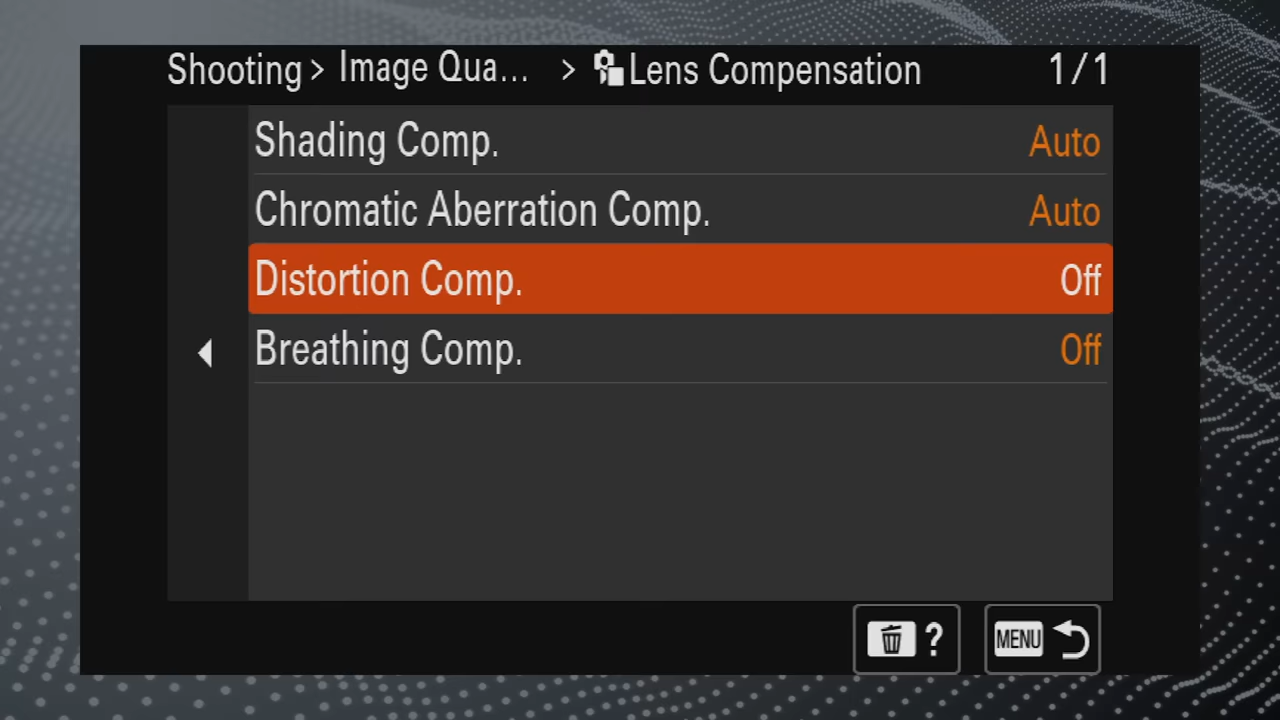 Shooting > Image Qua... > Lens Compensation 1/1
Shading Comp. Auto
Chromatic Aberration Comp. Auto
Distortion Comp. Off
Breathing Comp. Off
? MENU